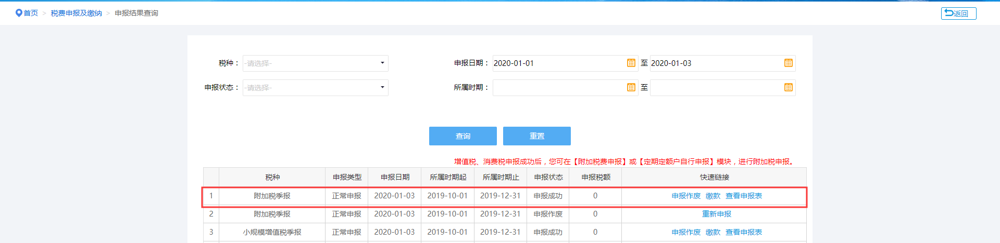 首页 > 税费申报及缴纳 > 申报结果查询 返回
税种： -请选择- 申报日期： 2020-01-01 至 2020-01-03
申报状态： -请选择- 所属时期： 至
查询 重置
增值税、消费税申报成功后，您可在【附加税费申报】或【定期定额户自行申报】模块，进行附加税申报。
税种 申报类型 申报日期 所属时期起 所属时期止 申报状态 申报税额 快速链接
1 附加税季报 正常申报 2020-01-03 2019-10-01 2019-12-31 申报成功 0 申报作废 缴款 查看申报表
2 附加税季报 正常申报 2020-01-03 2019-10-01 2019-12-31 申报作废 0 重新申报
3 小规模增值税季报 正常申报 2020-01-03 2019-10-01 2019-12-31 申报成功 0 申报作废 缴款 查看申报表